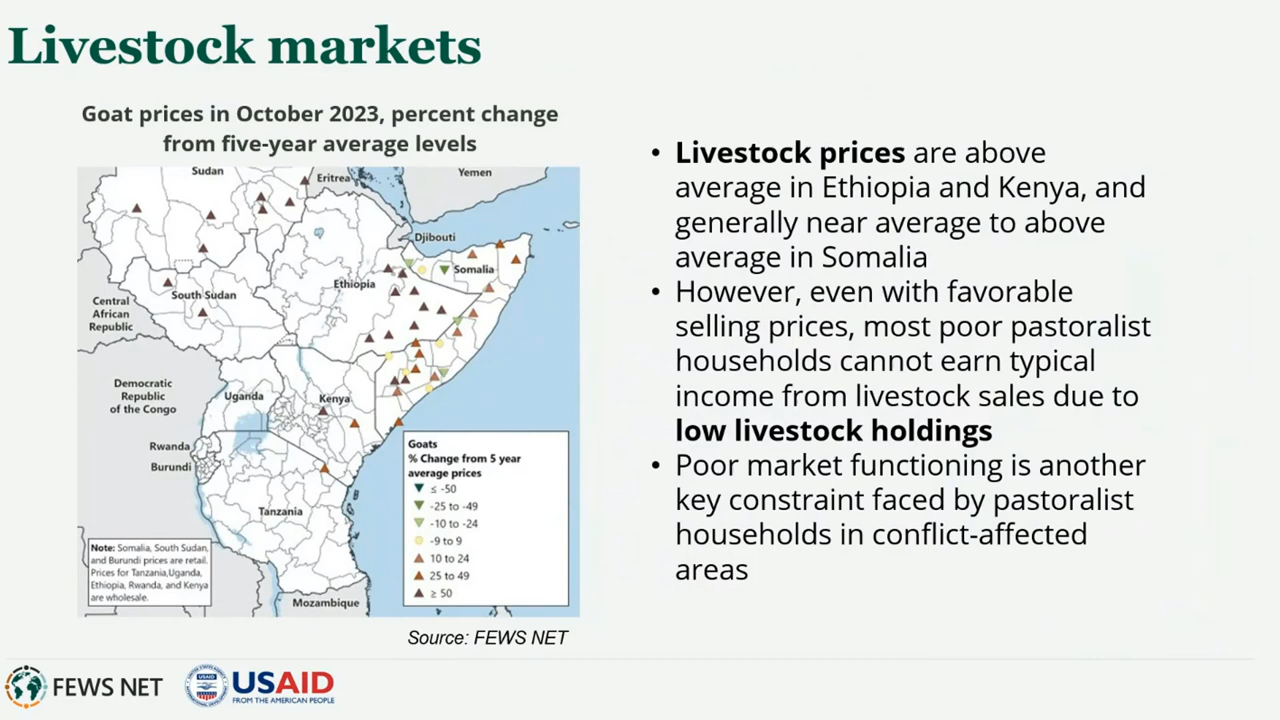 Livestock markets
Goat prices in October 2023, percent change
from five-year average levels
Sudan
Eritrea
Yemen
Djibouti
Somalia
Ethiopia
South Sudan
Central
African
Republic
Democratic
Republic
of the Congo
Uganda
Kenya
Rwanda
Burundi
Tanzania
Mozambique
Goats
% Change from 5 year
average prices
≤ -50
-25 to -49
-10 to -24
-9 to 9
10 to 24
25 to 49
≥ 50
Note: Somalia, South Sudan,
and Burundi prices are retail.
Prices for Tanzania,Uganda,
Ethiopia, Rwanda, and Kenya
are wholesale.
Source: FEWS NET
• Livestock prices are above
average in Ethiopia and Kenya, and
generally near average to above
average in Somalia
• However, even with favorable
selling prices, most poor pastoralist
households cannot earn typical
income from livestock sales due to
low livestock holdings
• Poor market functioning is another
key constraint faced by pastoralist
households in conflict-affected
areas
FEWS NET
USAID
FROM THE AMERICAN PEOPLE